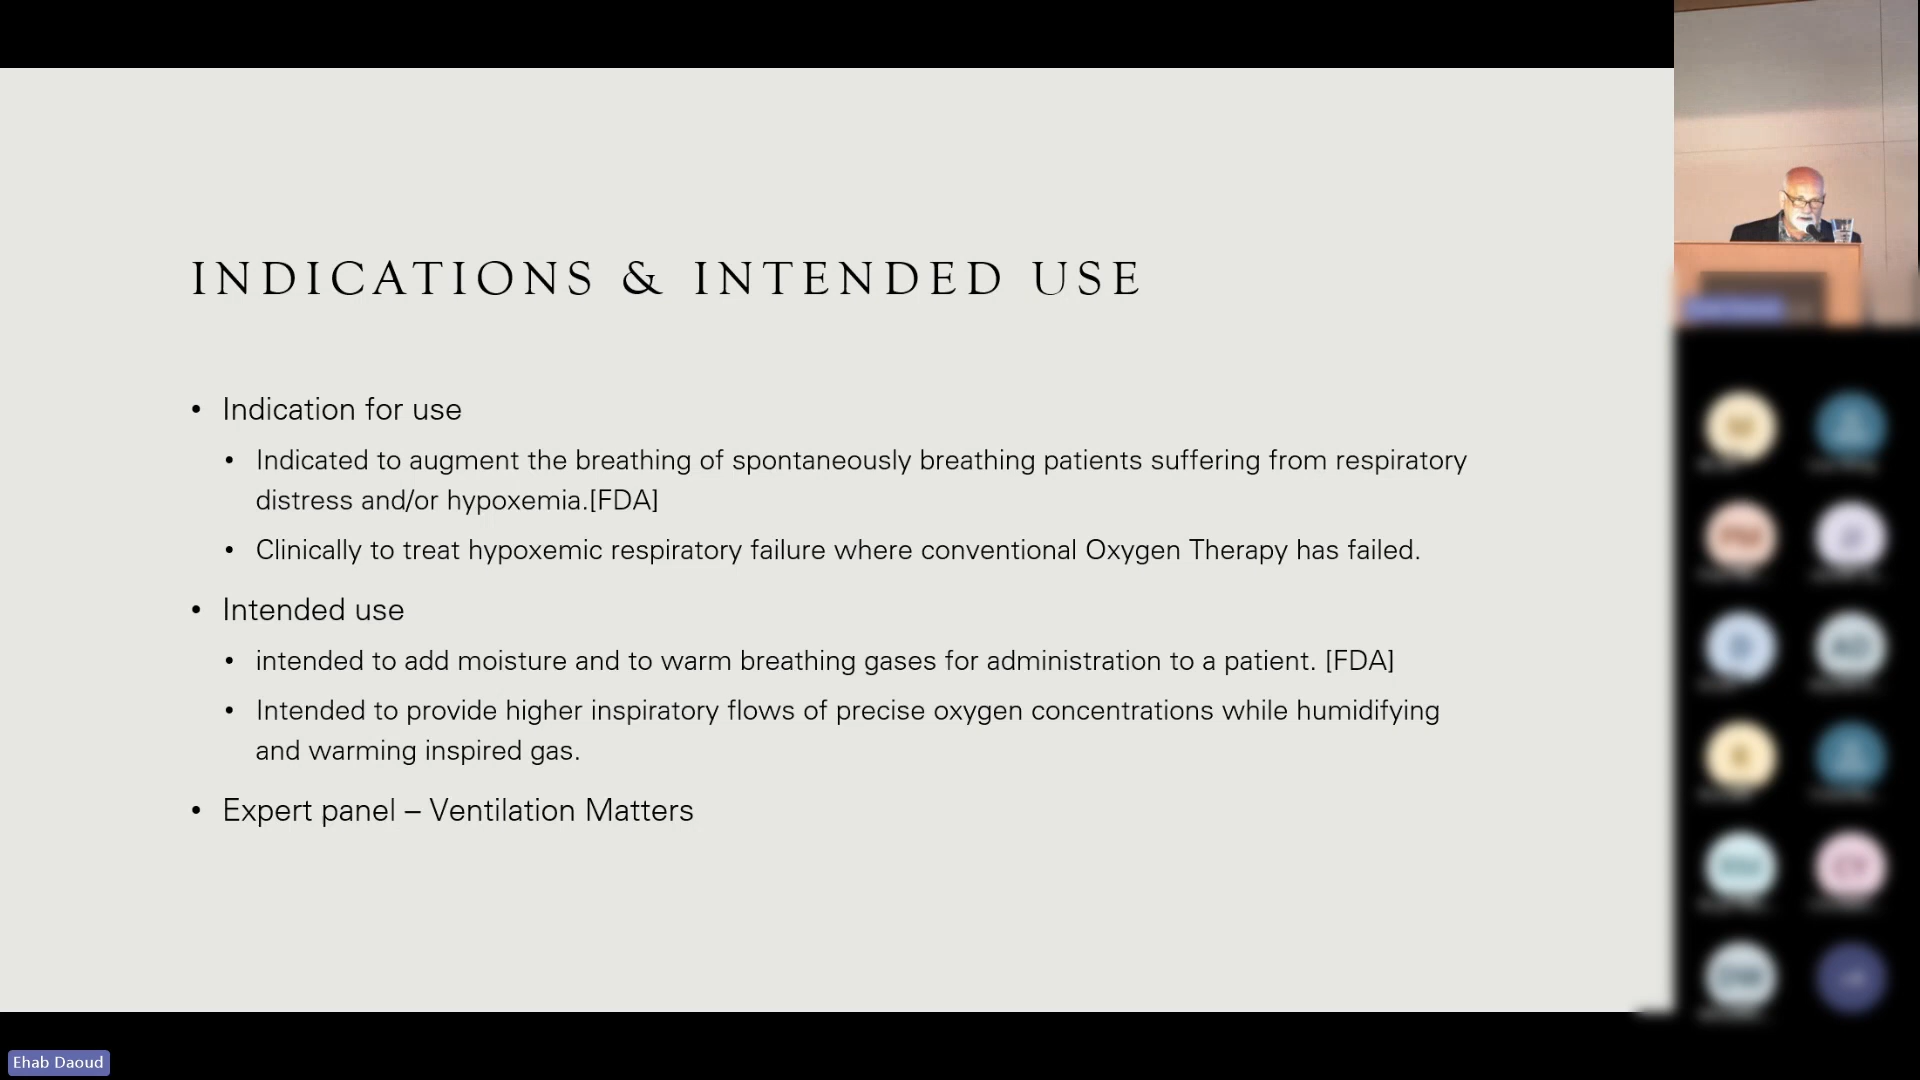 INDICATIONS & INTENDED USE
• Indication for use
• Indicated to augment the breathing of spontaneously breathing patients suffering from respiratory
distress and/or hypoxemia.[FDA]
• Clinically to treat hypoxemic respiratory failure where conventional Oxygen Therapy has failed.
• Intended use
• intended to add moisture and to warm breathing gases for administration to a patient. [FDA]
• Intended to provide higher inspiratory flows of precise oxygen concentrations while humidifying
and warming inspired gas.
• Expert panel – Ventilation Matters
Ehab Daoud